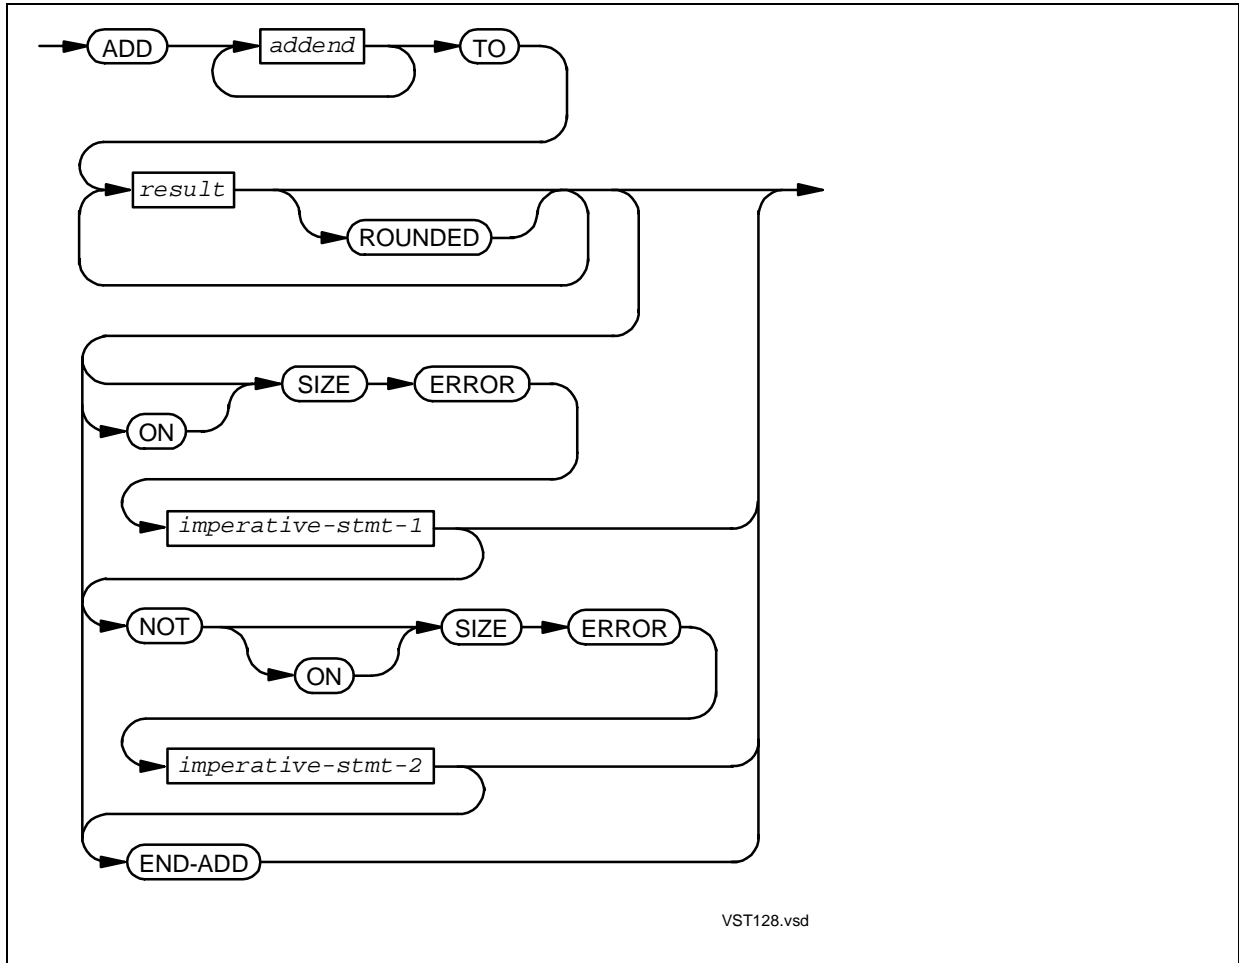 ADD addend TO
result
ROUNDED
SIZE ERROR
ON
imperative-stmt-1
NOT SIZE ERROR
ON
imperative-stmt-2
END-ADD
VST128.vsd